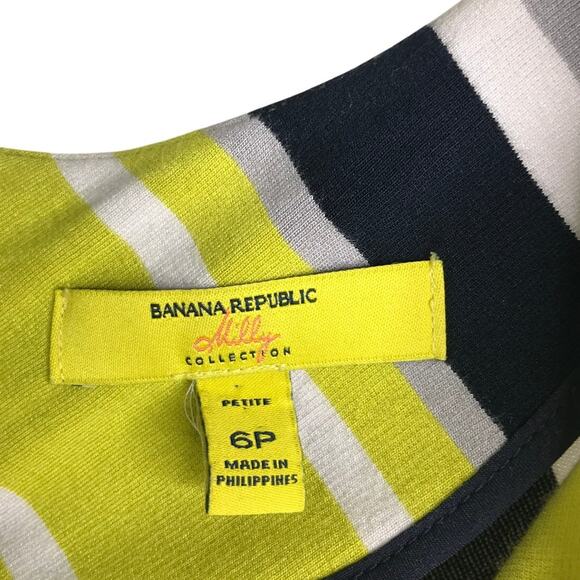 BANANA REPUBLIC
Milly
COLLECTION
PETITE
6P
MADE IN
PHILIPPINES